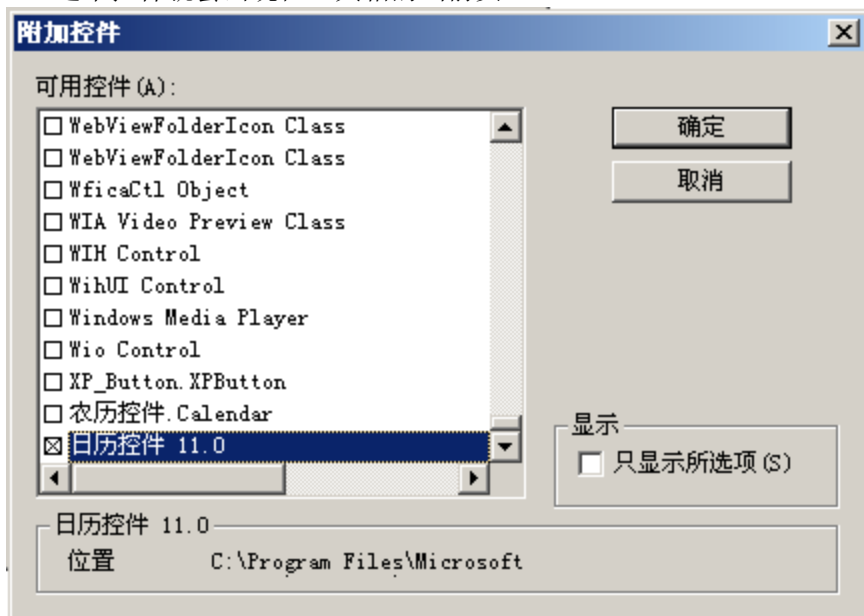 附加控件
可用控件(A):
WebViewFolderIcon Class
WebViewFolderIcon Class
WficaCtl Object
WIA Video Preview Class
WIH Control
WihUI Control
Windows Media Player
Wio Control
XP_Button.XPButton
农历控件.Calendar
日历控件 11.0
确定
取消
显示
只显示所选项(S)
日历控件 11.0
位置 C:\Program Files\Microsoft